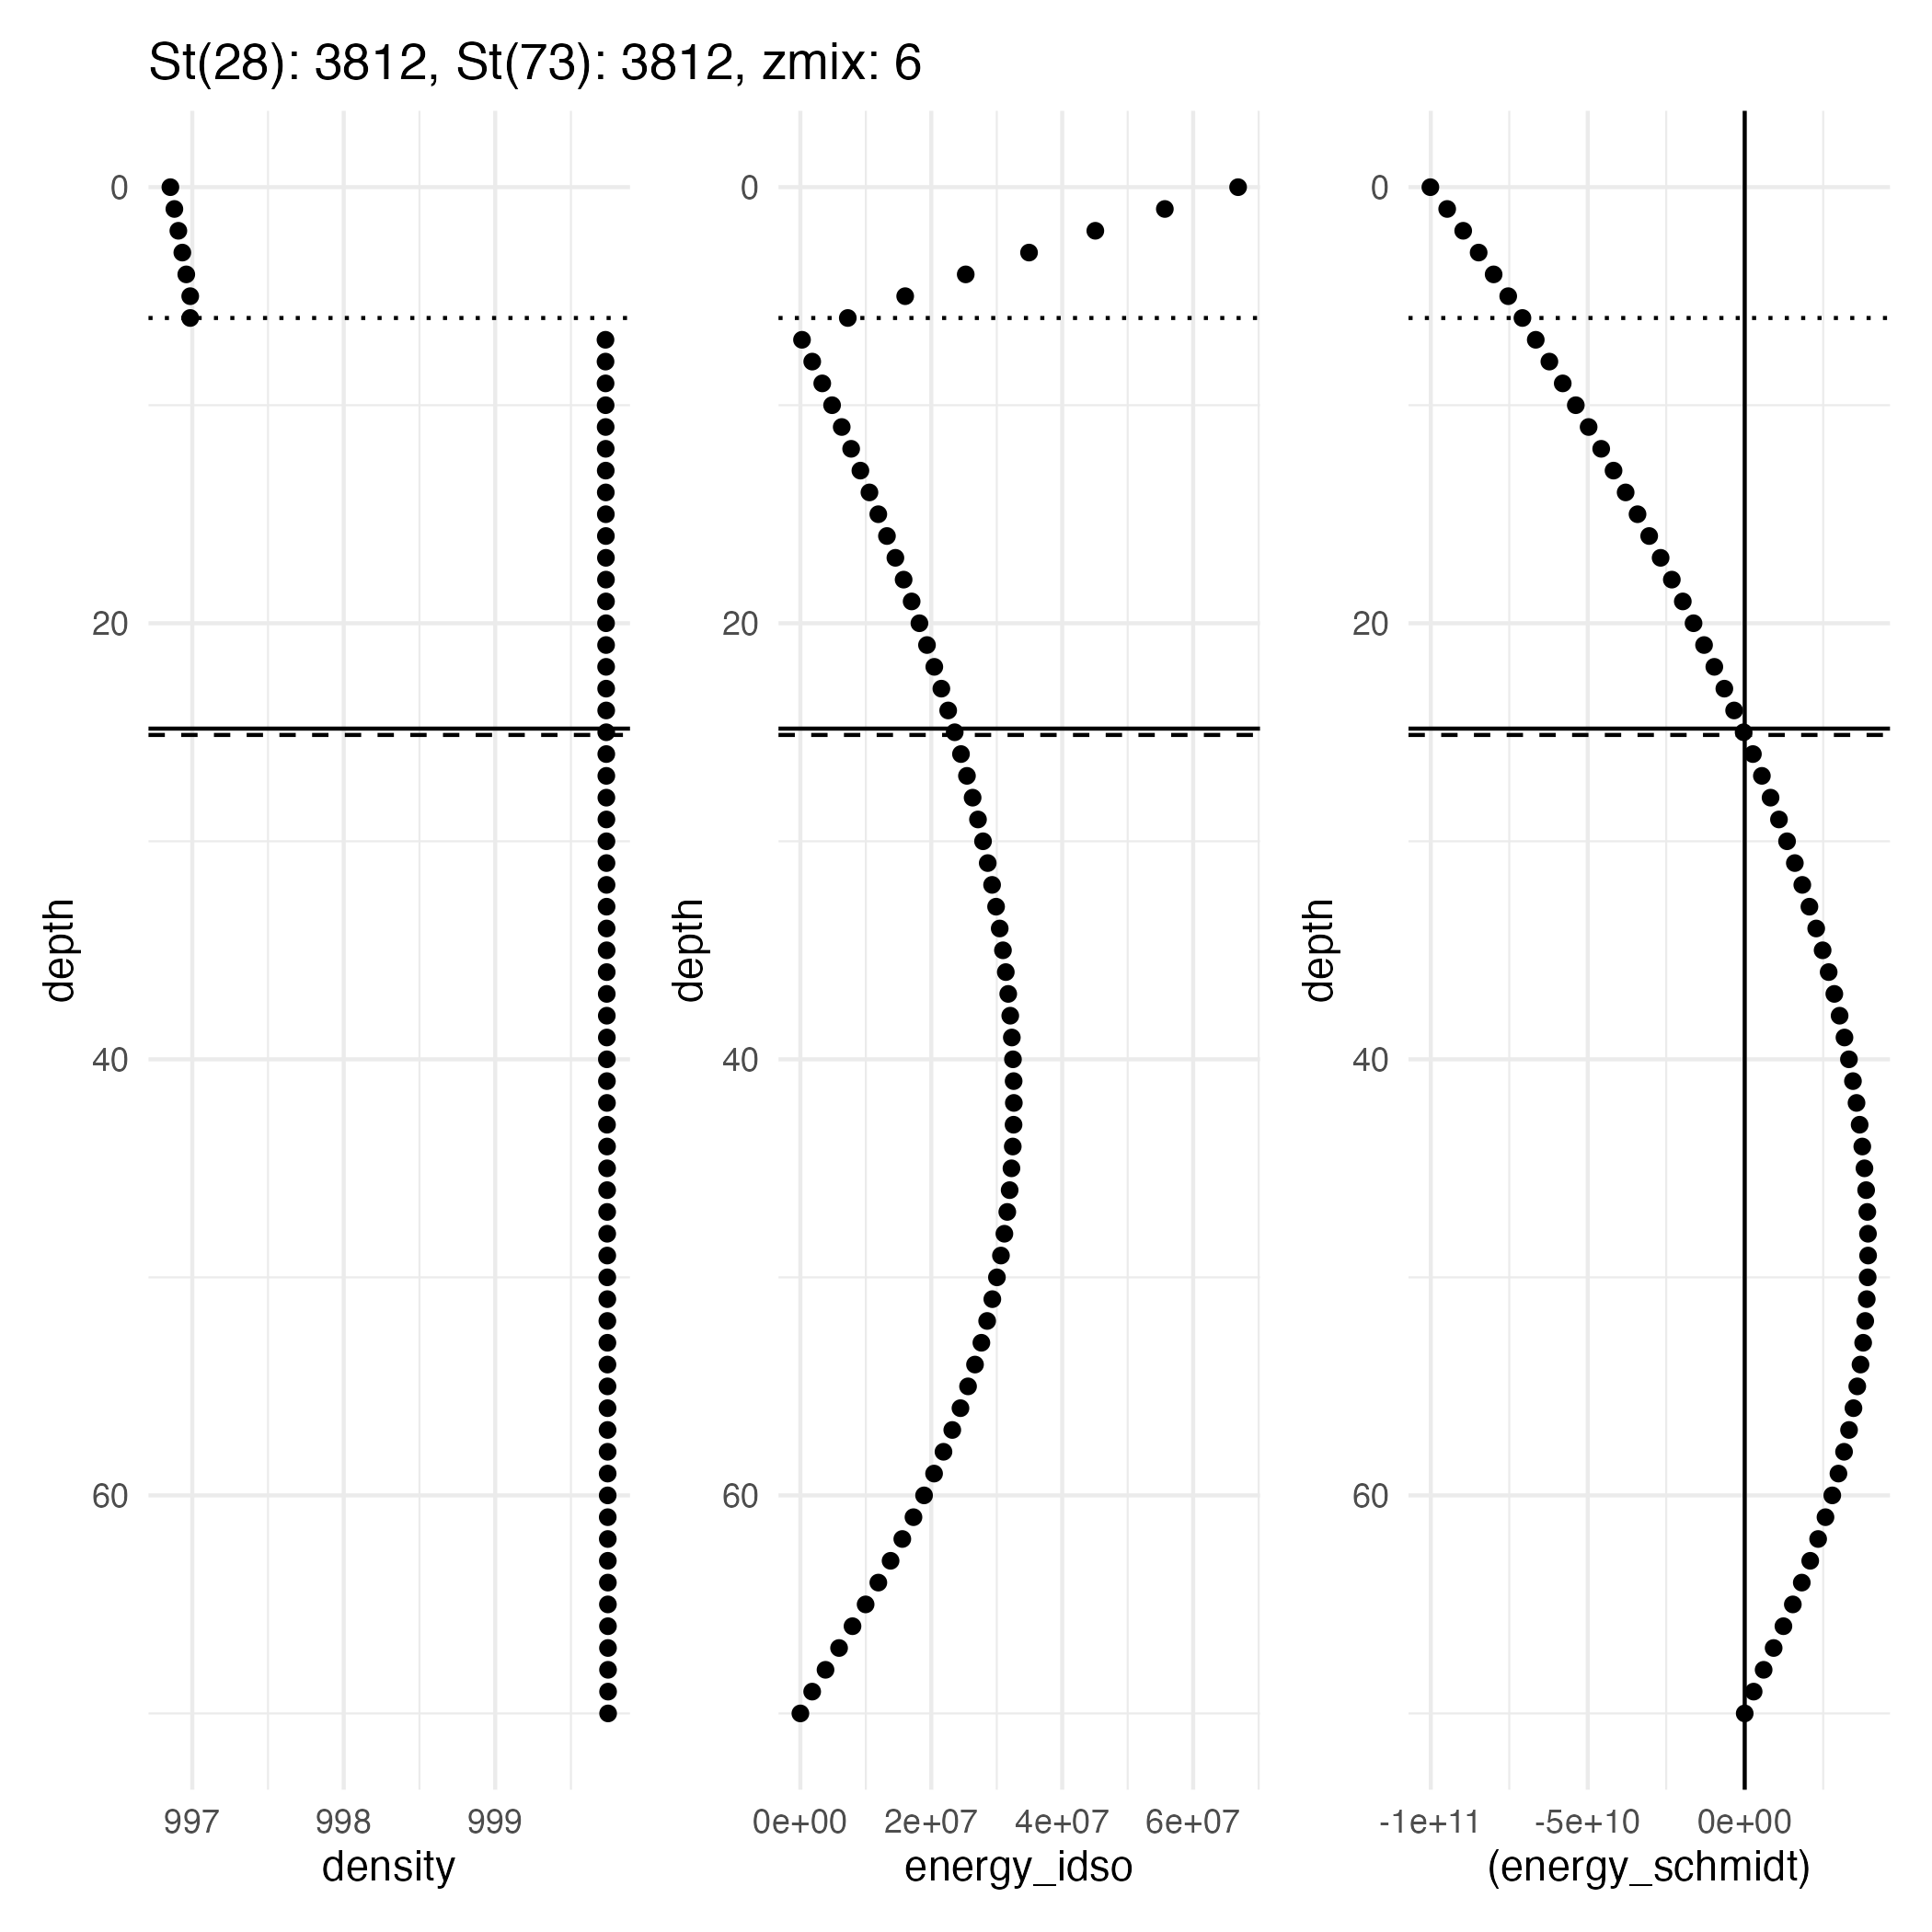 St(28): 3812, St(73): 3812, zmix: 6
depth
0
20
40
60
997 998 999
density
depth
0
20
40
60
0e+00 2e+07 4e+07 6e+07
energy_idso
depth
0
20
40
60
-1e+11 -5e+10 0e+00
(energy_schmidt)